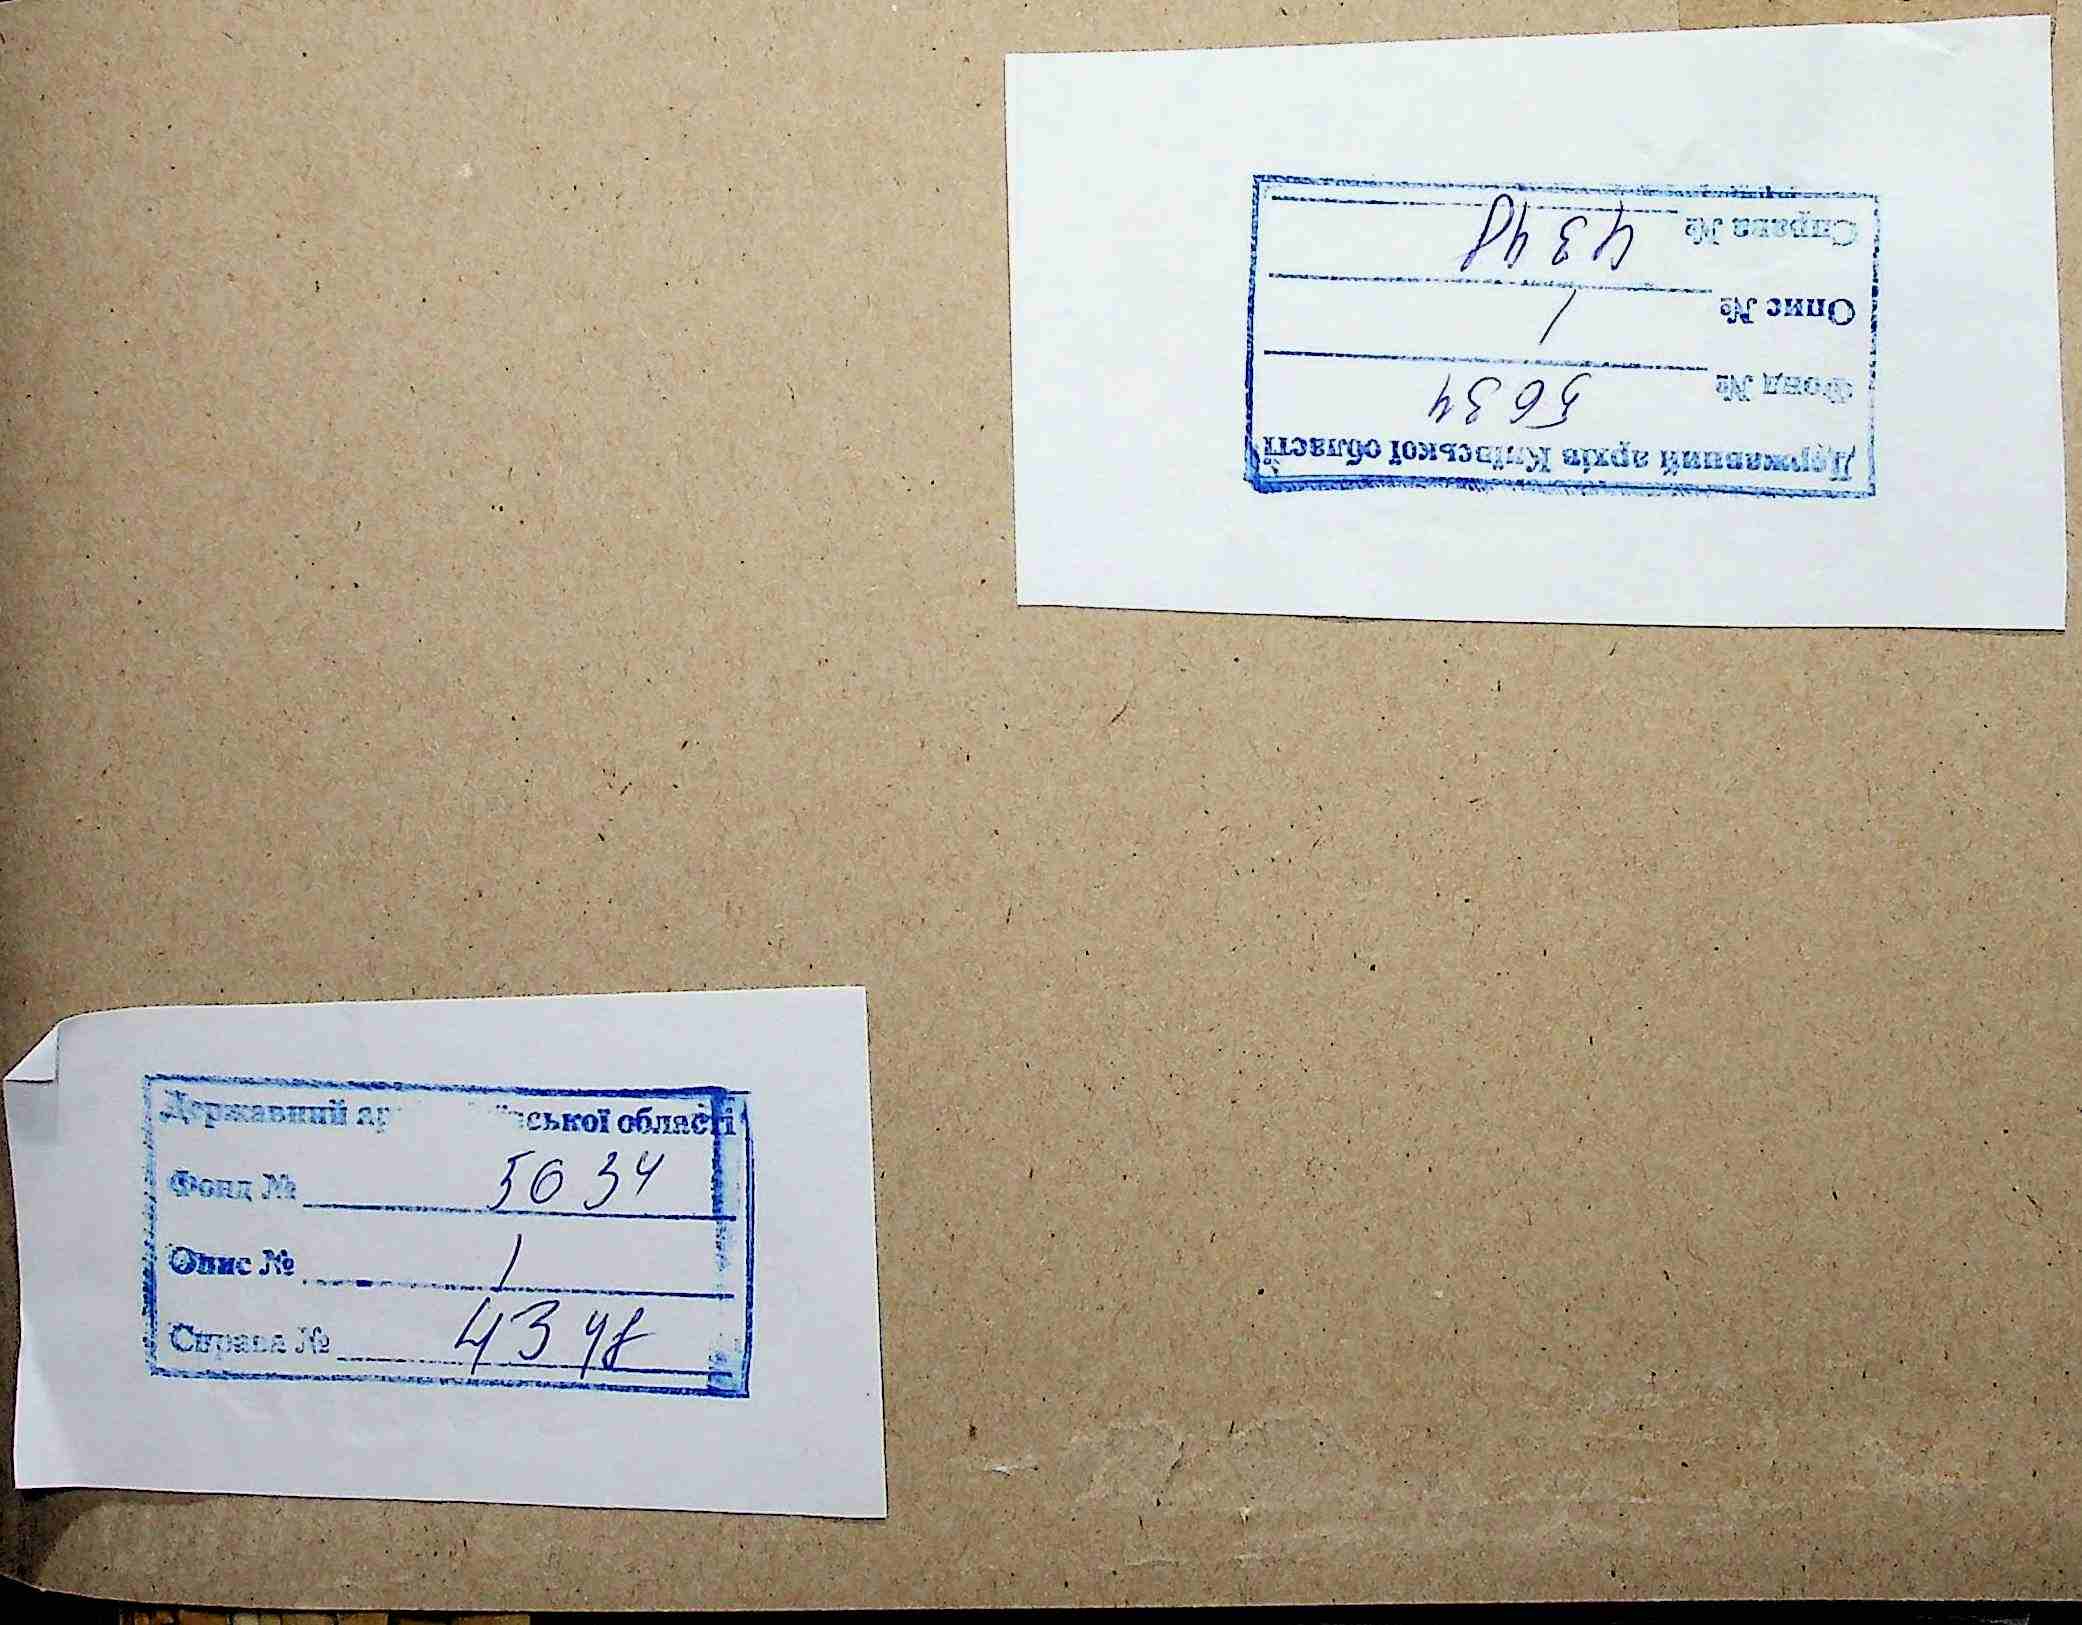 Державний архів Київської області
Фонд № 5634
Опис № 1
Справа № 4348
Державний ар ївської області
Фонд № 5634
Опис № 1
Справа № 4348